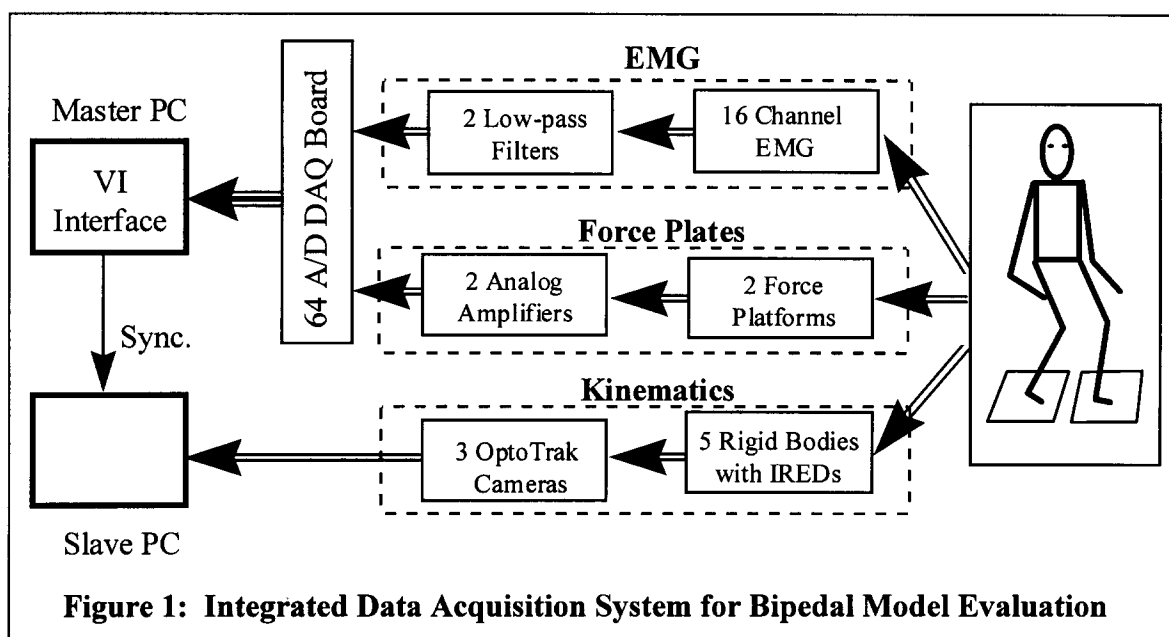 EMG
Master PC
VI
Interface
64 A/D DAQ Board
2 Low-pass
Filters
16 Channel
EMG
Force Plates
2 Analog
Amplifiers
2 Force
Platforms
Sync.
Kinematics
3 OptoTrak
Cameras
5 Rigid Bodies
with IREDs
Slave PC
Figure 1: Integrated Data Acquisition System for Bipedal Model Evaluation